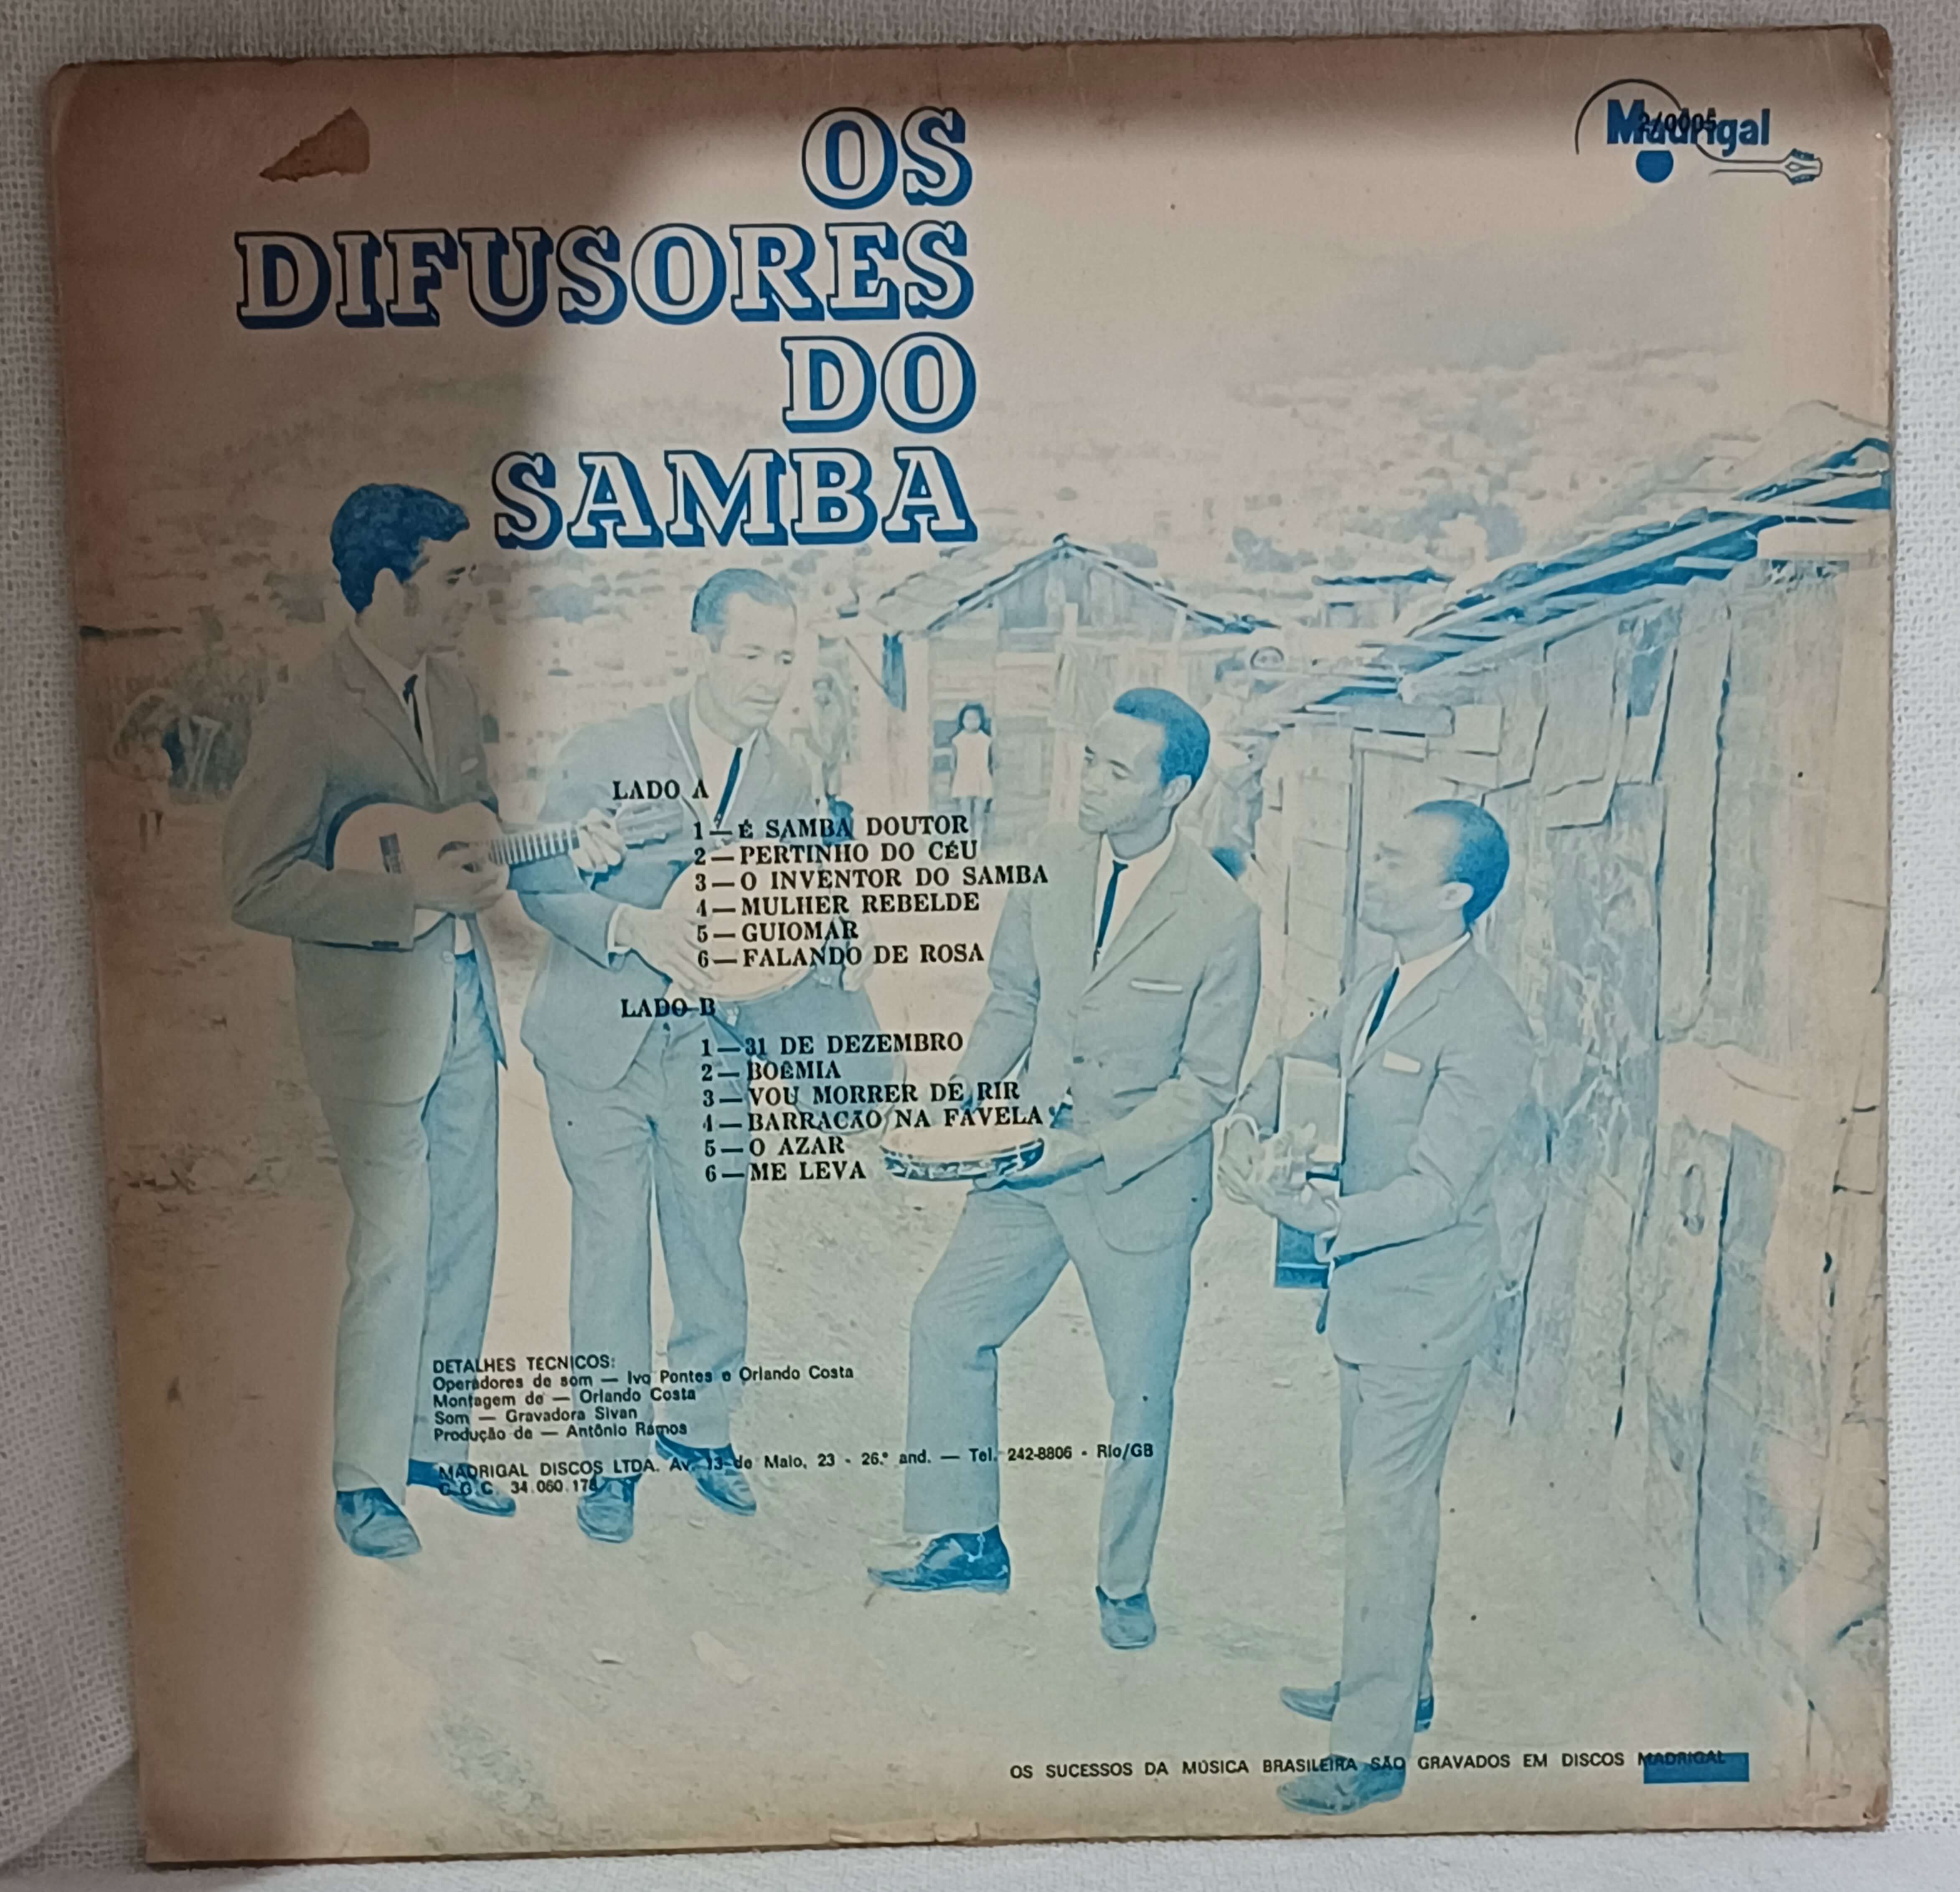 OS
DIFUSORES
DO
SAMBA
Madrigal
LADO A
1 — É SAMBA DOUTOR
2 — PERTINHO DO CÉU
3 — O INVENTOR DO SAMBA
4 — MULHER REBELDE
5 — GUIOMAR
6 — FALANDO DE ROSA
LADO B
1 — 31 DE DEZEMBRO
2 — BOÊMIA
3 — VOU MORRER DE RIR
4 — BARRACÃO NA FAVELA
5 — O AZAR
6 — ME LEVA
DETALHES TECNICOS:
Operadores de som — Ivo Pontes e Orlando Costa
Montagem de — Orlando Costa
Som — Gravadora Sivan
Produção de — Antônio Ramos
MADRIGAL DISCOS LTDA. Av. 13 de Maio, 23 - 26.º and. — Tel. 242-8806 - Rio/GB
C.G.C. 34.060.178
OS SUCESSOS DA MÚSICA BRASILEIRA SÃO GRAVADOS EM DISCOS MADRIGAL